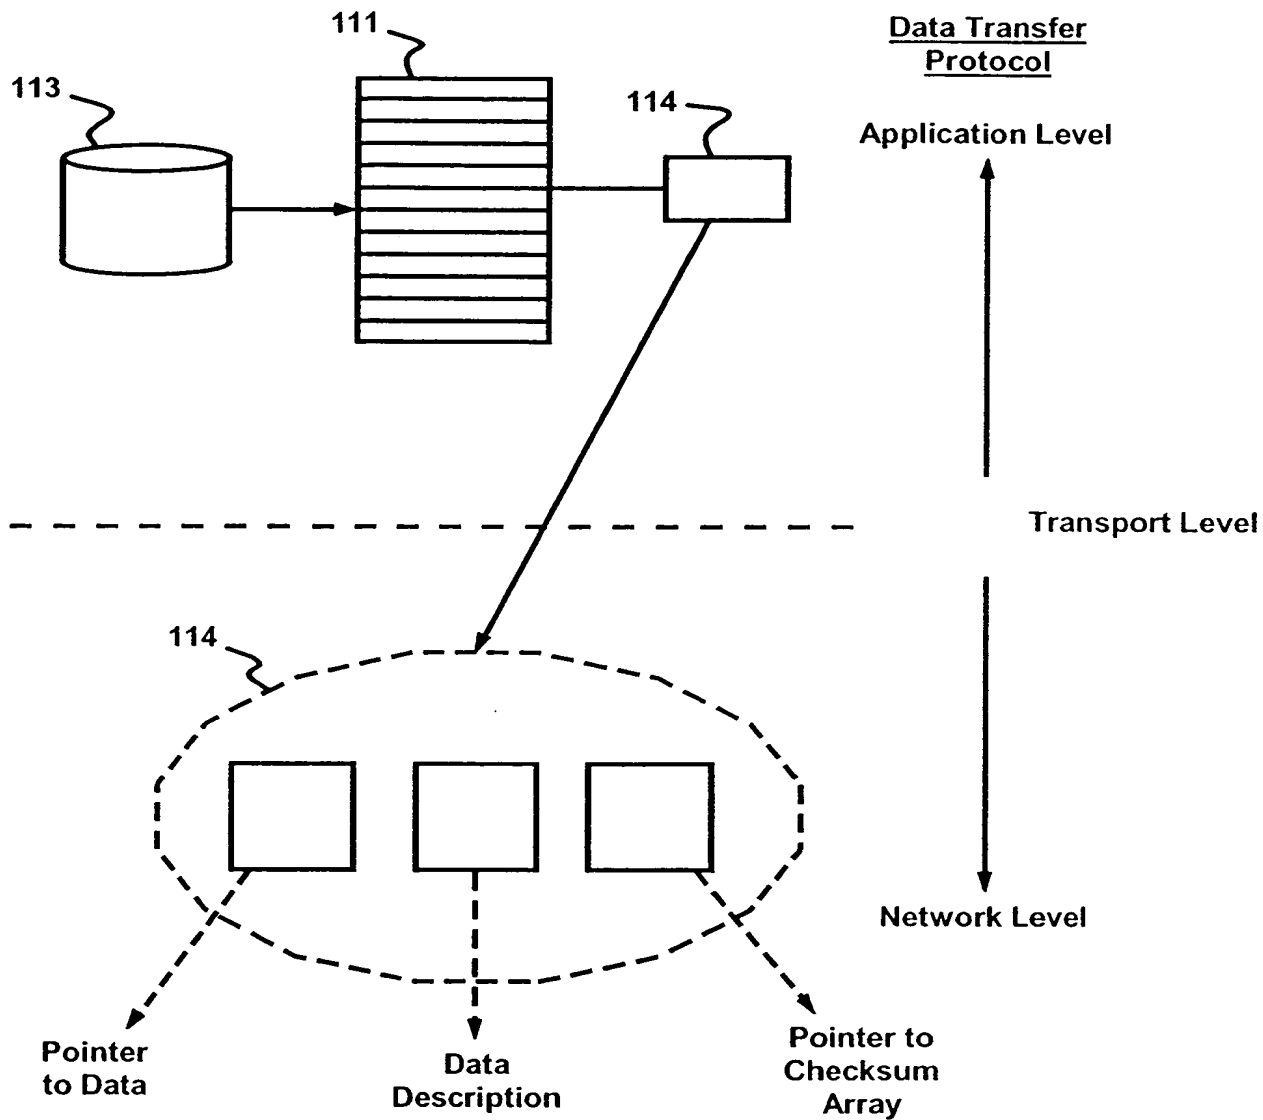 111
Data Transfer
Protocol
113
114
Application Level
Transport Level
114
Network Level
Pointer
to Data
Data
Description
Pointer to
Checksum
Array